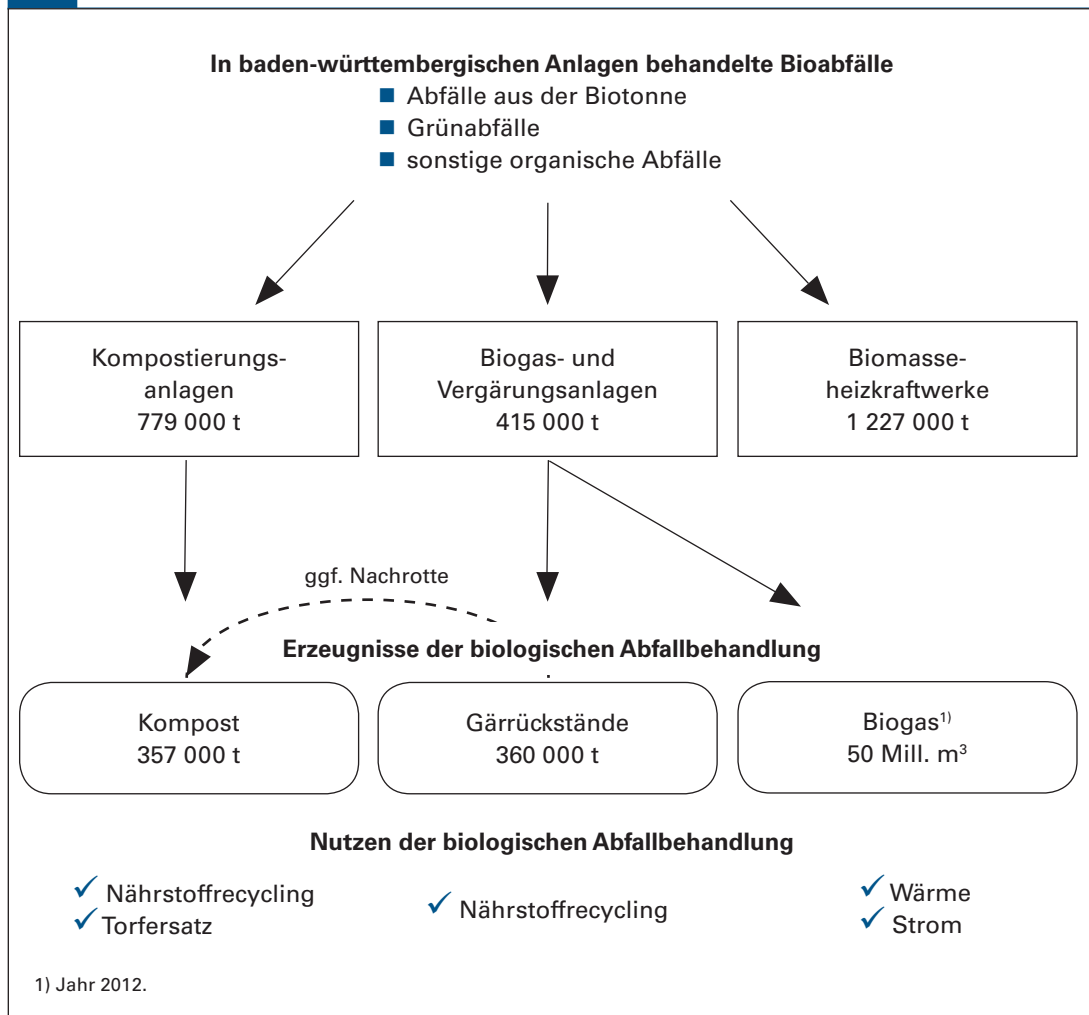 In baden-württembergischen Anlagen behandelte Bioabfälle
Abfälle aus der Biotonne
Grünabfälle
sonstige organische Abfälle
Kompostierungs-
anlagen
779 000 t
Biogas- und
Vergärungsanlagen
415 000 t
Biomasse-
heizkraftwerke
1 227 000 t
ggf. Nachrotte
Erzeugnisse der biologischen Abfallbehandlung
Kompost
357 000 t
Gärrückstände
360 000 t
Biogas¹⁾
50 Mill. m³
Nutzen der biologischen Abfallbehandlung
Nährstoffrecycling
Torfersatz
Nährstoffrecycling
Wärme
Strom
1) Jahr 2012.